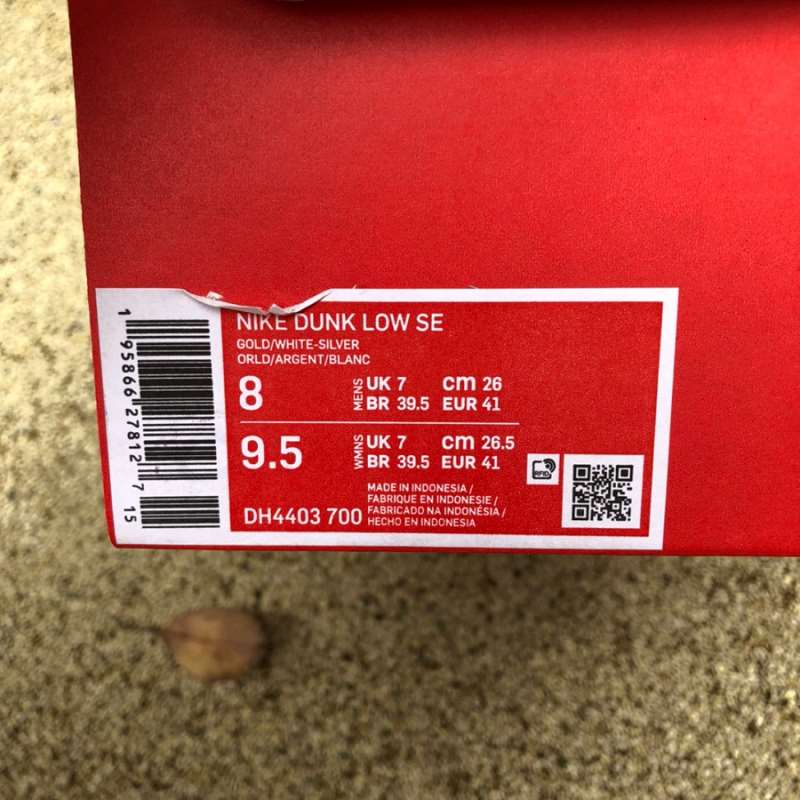 NIKE DUNK LOW SE
GOLD/WHITE-SILVER
ORLD/ARGENT/BLANC
8
MENS
UK 7 cm 26
BR 39.5 EUR 41
9.5
WMNS
UK 7 cm 26.5
BR 39.5 EUR 41
RFID
MADE IN INDONESIA /
FABRIQUE EN INDONESIE /
FABRICADO NA INDONÉSIA /
HECHO EN INDONESIA
DH4403 700
1 95866 27812 7
15